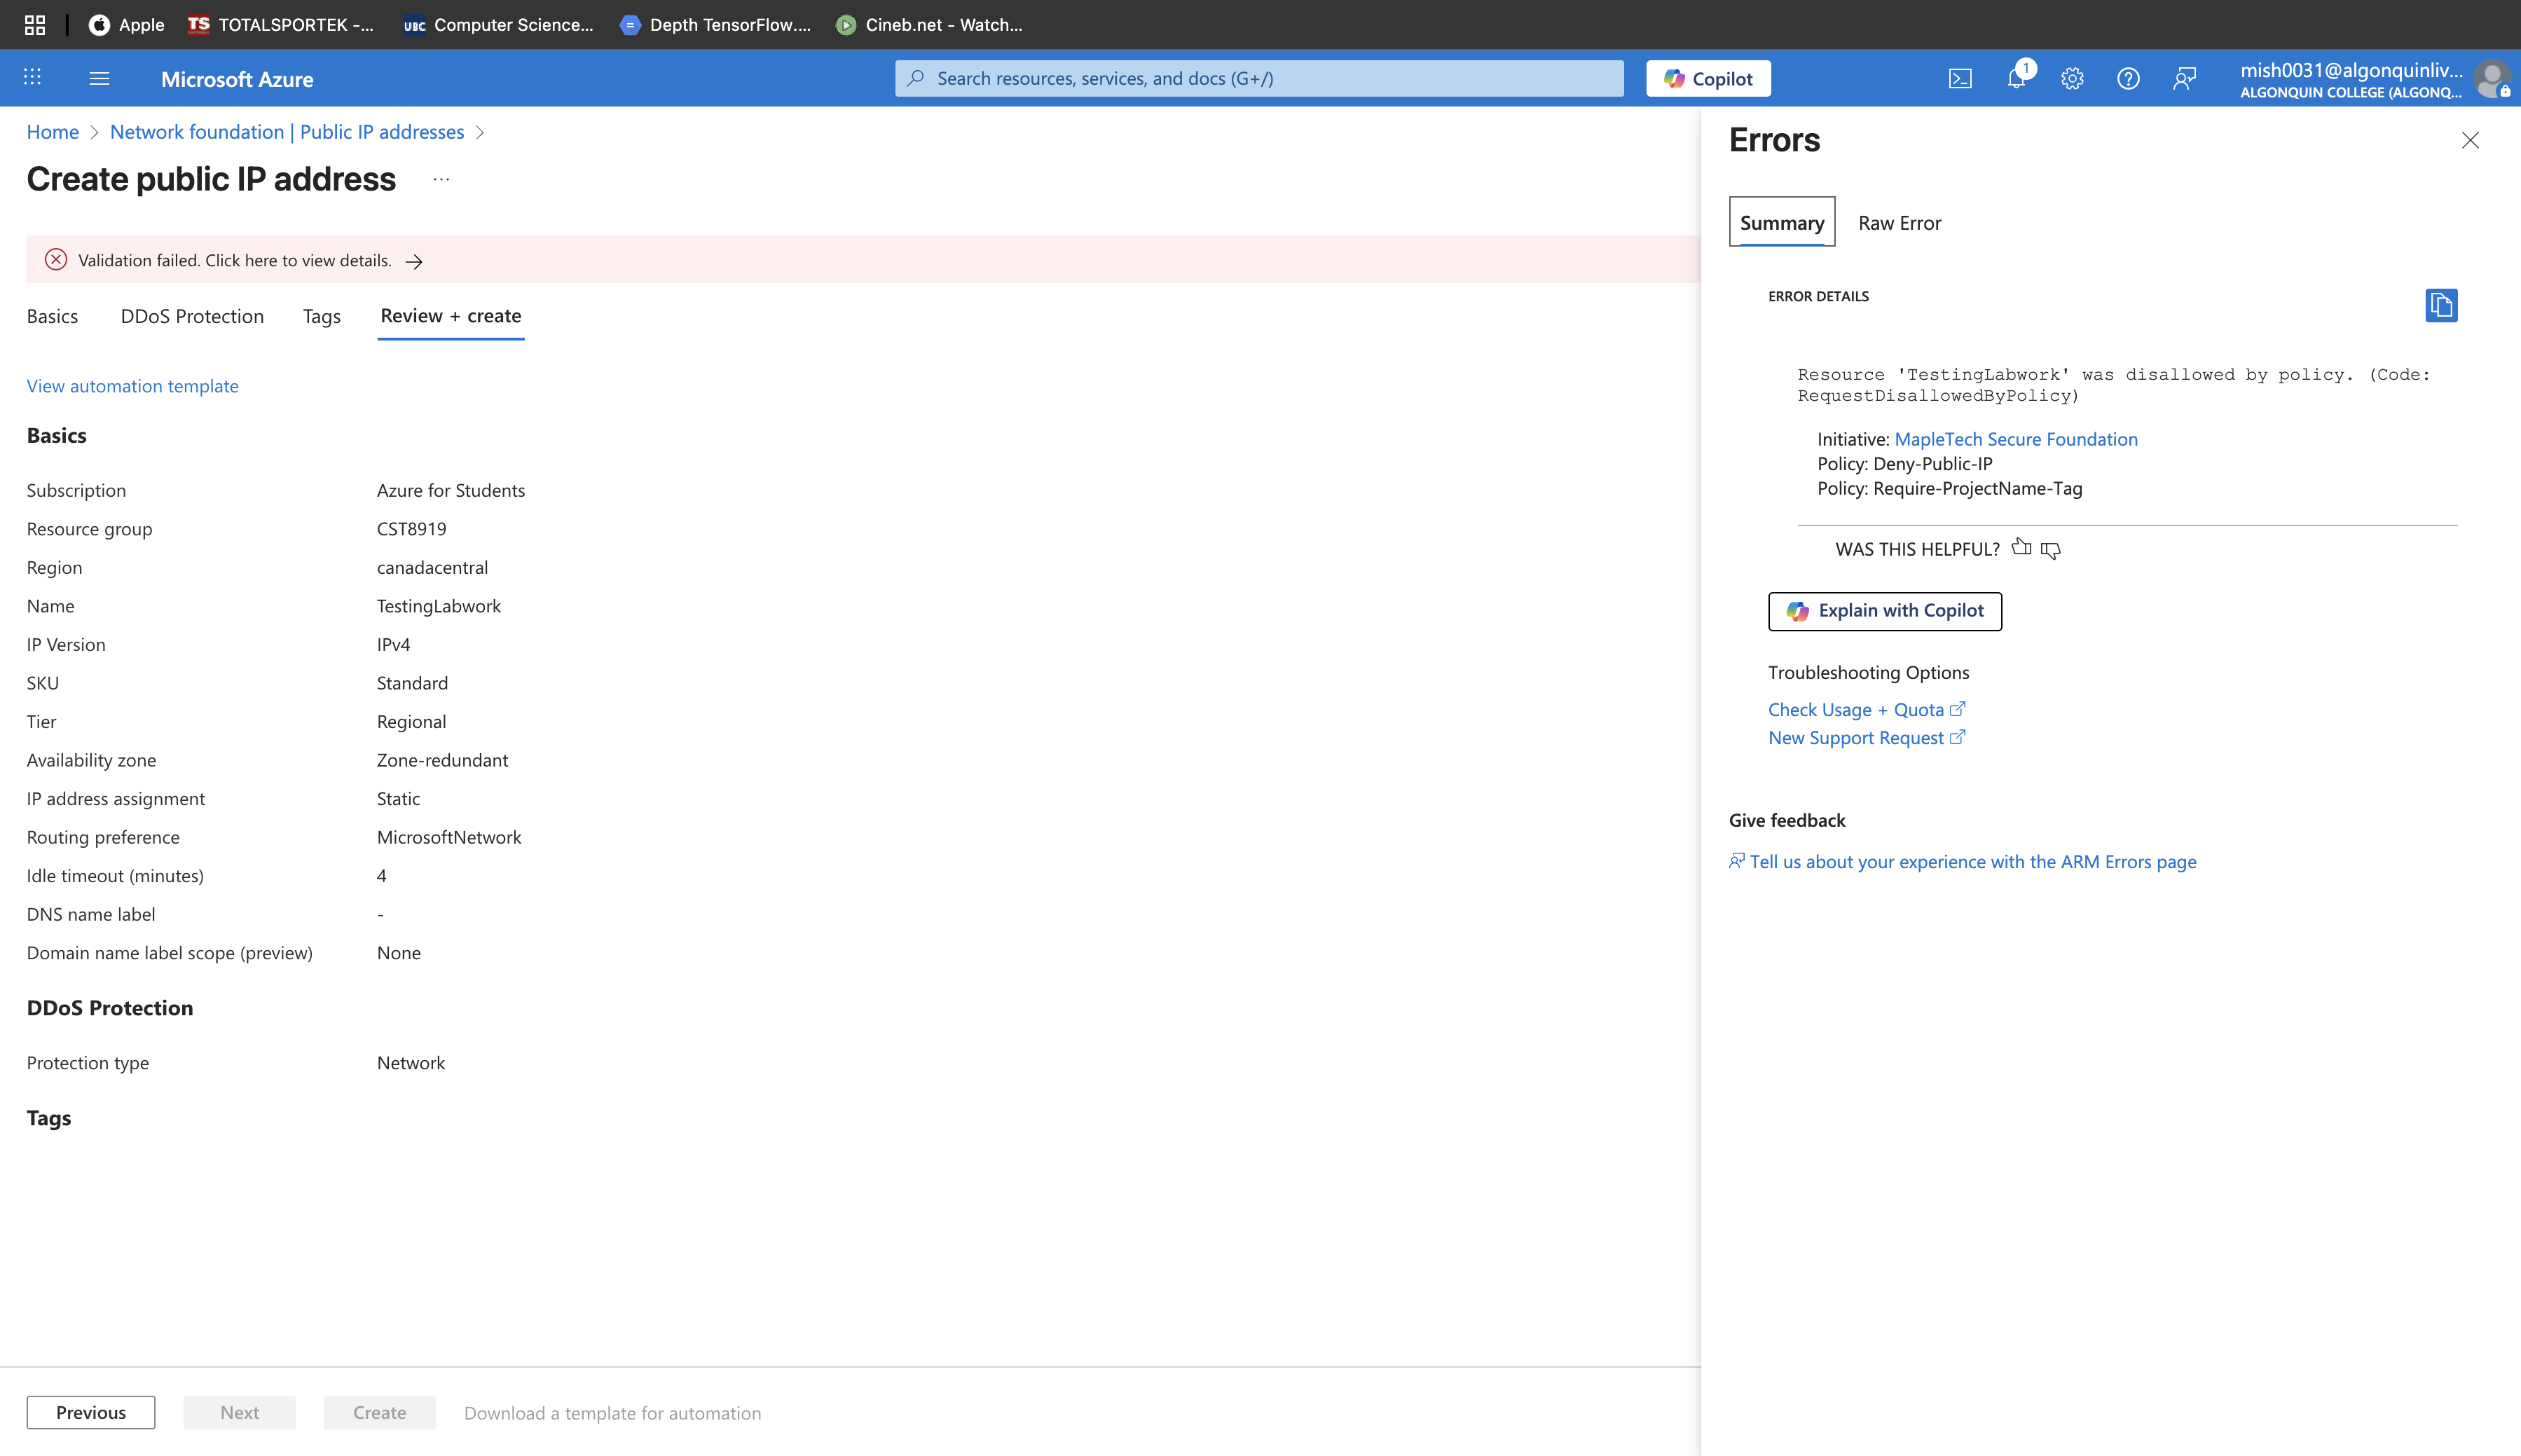 Apple
TS TOTALSPORTEK -...
UBC Computer Science...
Depth TensorFlow....
Cineb.net - Watch...
Microsoft Azure
Search resources, services, and docs (G+/)
Copilot
1
mish0031@algonquinliv...
ALGONQUIN COLLEGE (ALGONQ...
Home > Network foundation | Public IP addresses >
Create public IP address ...
Validation failed. Click here to view details. →
Basics
DDoS Protection
Tags
Review + create
View automation template
Basics
Subscription Azure for Students
Resource group CST8919
Region canadacentral
Name TestingLabwork
IP Version IPv4
SKU Standard
Tier Regional
Availability zone Zone-redundant
IP address assignment Static
Routing preference MicrosoftNetwork
Idle timeout (minutes) 4
DNS name label -
Domain name label scope (preview) None
DDoS Protection
Protection type Network
Tags
Previous
Next
Create
Download a template for automation
Errors
Summary
Raw Error
ERROR DETAILS
Resource 'TestingLabwork' was disallowed by policy. (Code:
RequestDisallowedByPolicy)
Initiative: MapleTech Secure Foundation
Policy: Deny-Public-IP
Policy: Require-ProjectName-Tag
WAS THIS HELPFUL?
Explain with Copilot
Troubleshooting Options
Check Usage + Quota
New Support Request
Give feedback
Tell us about your experience with the ARM Errors page